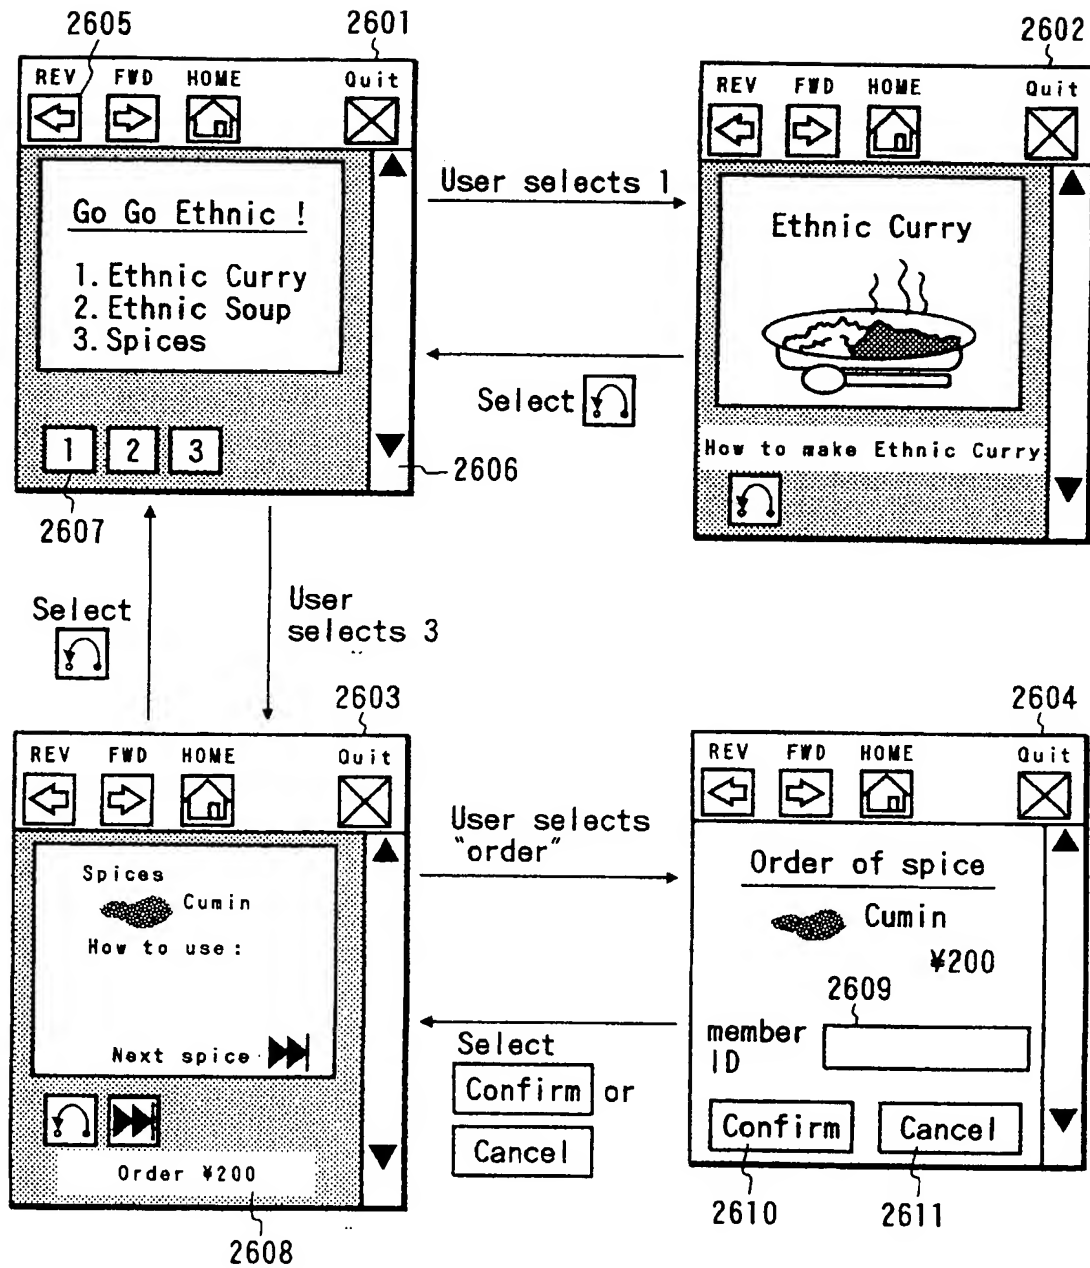 2605
2601
2602
REV FWD HOME Quit
Go Go Ethnic !
1. Ethnic Curry
2. Ethnic Soup
3. Spices
1 2 3
2607
2606
User selects 1
Select
REV FWD HOME Quit
Ethnic Curry
How to make Ethnic Curry
Select
User
selects 3
2603
2604
REV FWD HOME Quit
Spices
Cumin
How to use :
Next spice
Order ¥200
2608
User selects
"order"
Select
Confirm or
Cancel
REV FWD HOME Quit
Order of spice
Cumin
¥200
2609
member
ID
Confirm Cancel
2610 2611